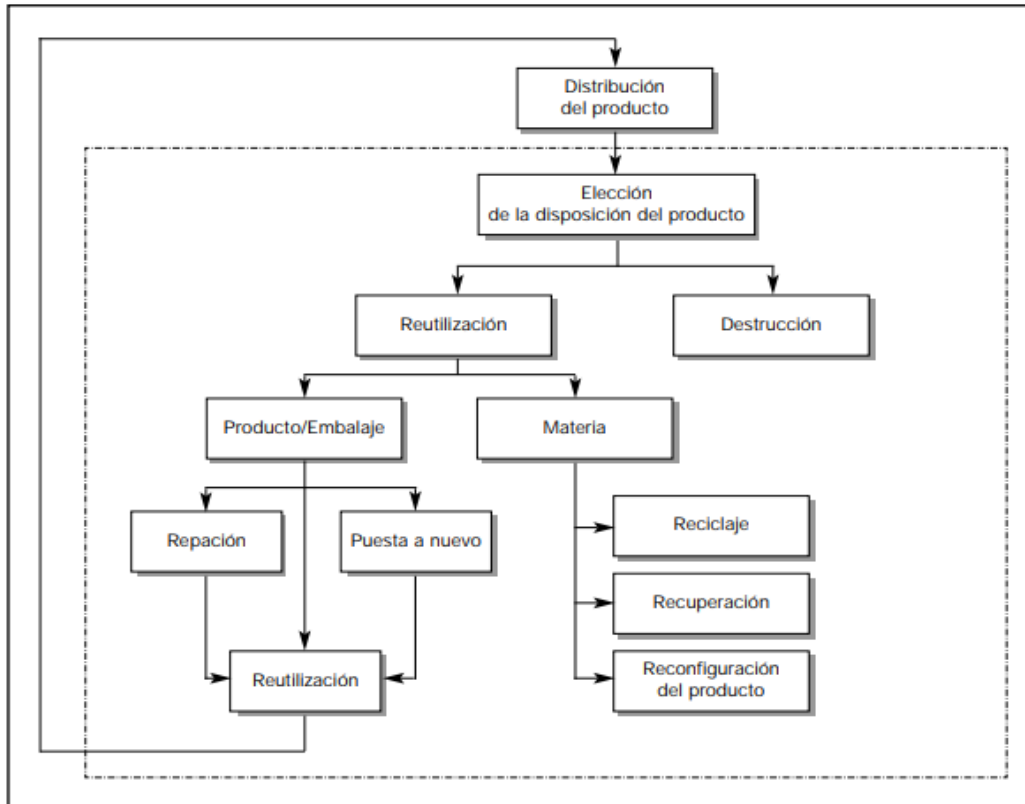 Distribución
del producto
Elección
de la disposición del producto
Reutilización
Destrucción
Producto/Embalaje
Materia
Repación
Puesta a nuevo
Reciclaje
Recuperación
Reutilización
Reconfiguración
del producto